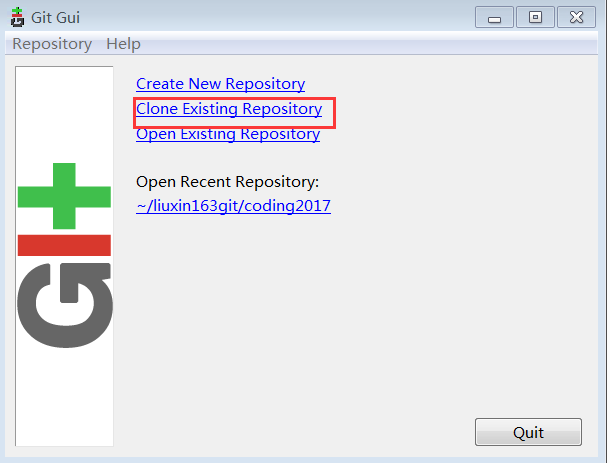 Git Gui
Repository Help
Create New Repository
Clone Existing Repository
Open Existing Repository
Open Recent Repository:
~/liuxin163git/coding2017
GIT
Quit